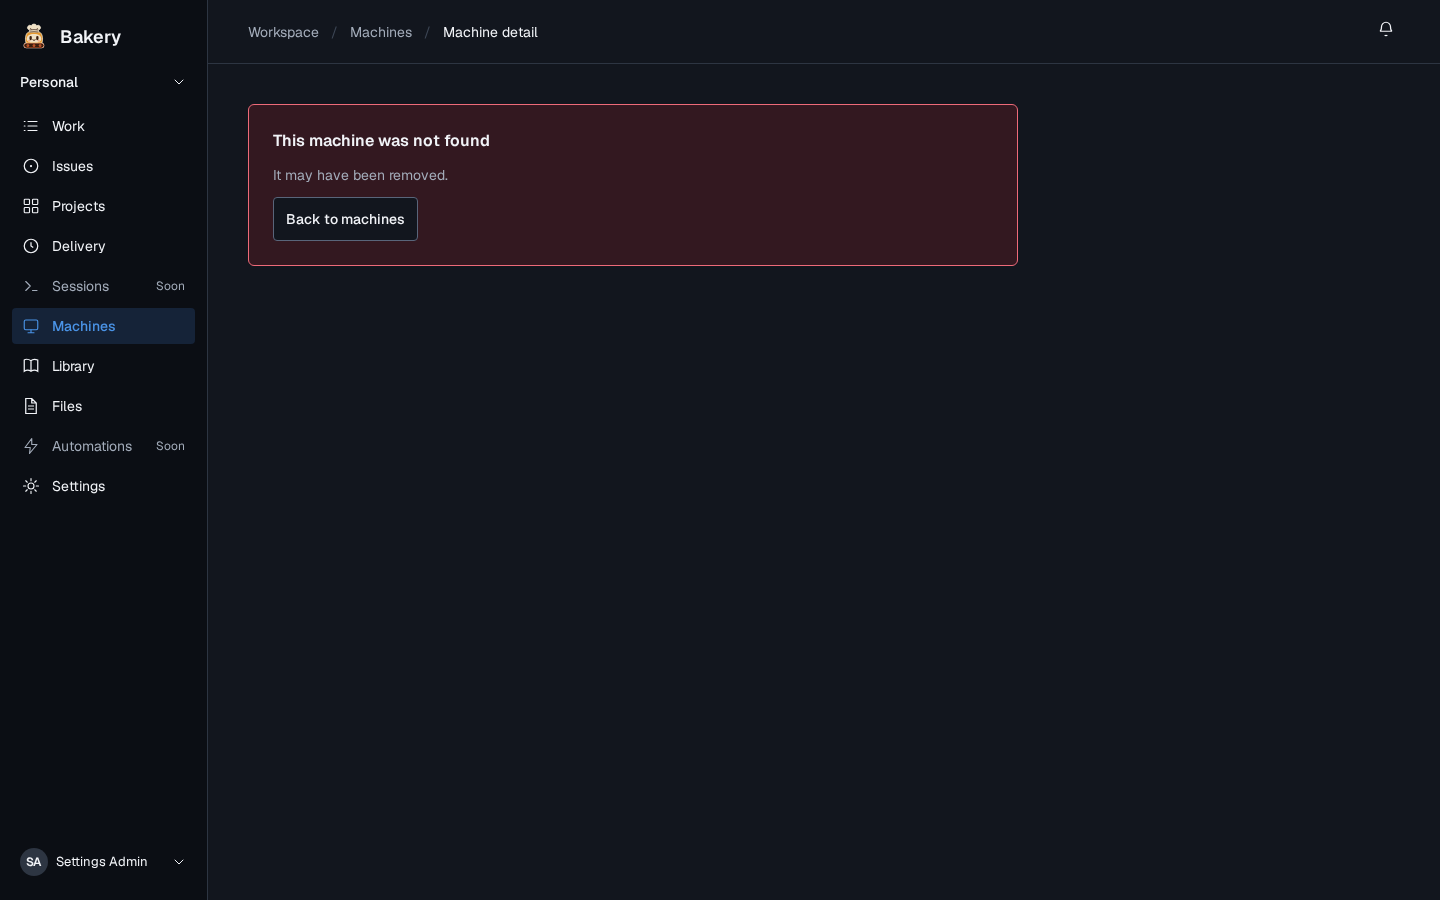 Bakery
Personal
Work
Issues
Projects
Delivery
Sessions Soon
Machines
Library
Files
Automations Soon
Settings
SA Settings Admin
Workspace / Machines / Machine detail
This machine was not found
It may have been removed.
Back to machines